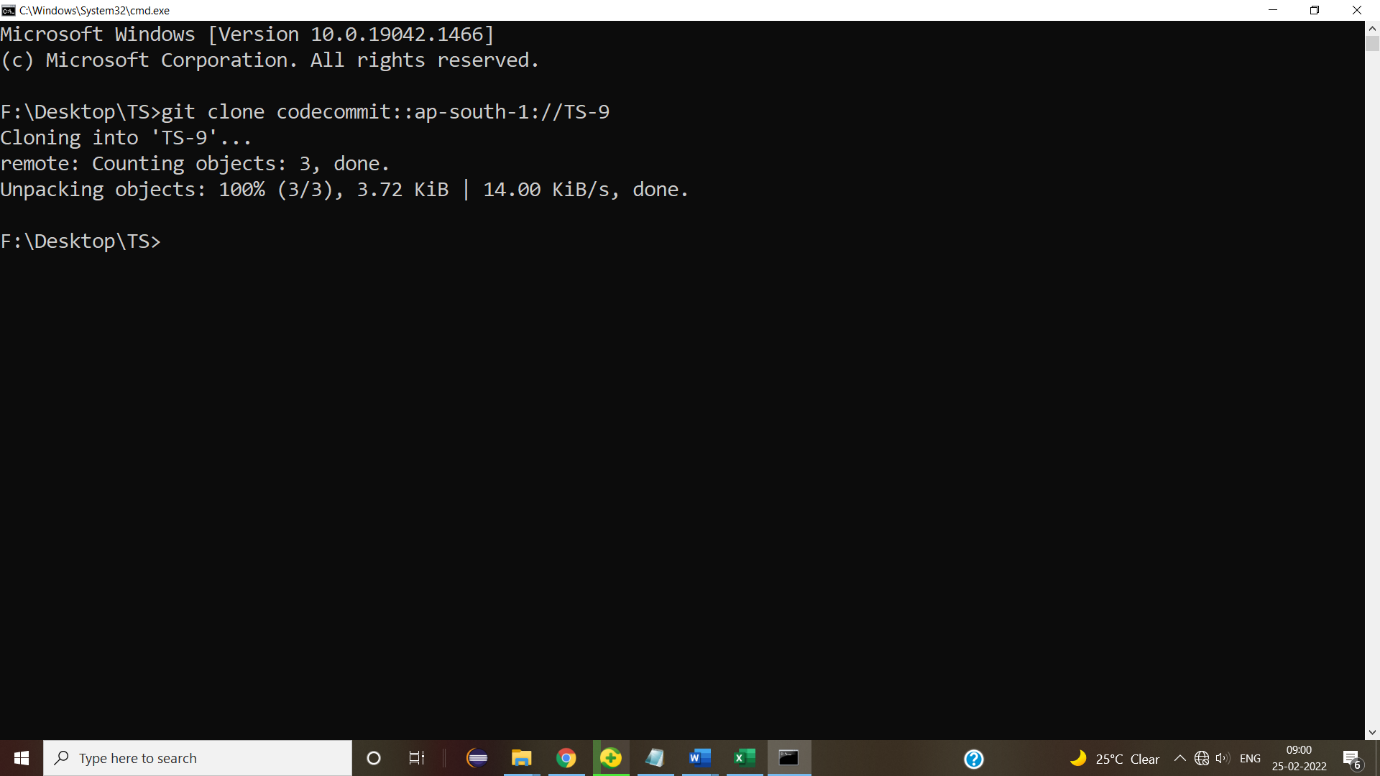 C:\Windows\System32\cmd.exe
Microsoft Windows [Version 10.0.19042.1466]
(c) Microsoft Corporation. All rights reserved.
F:\Desktop\TS>git clone codecommit::ap-south-1://TS-9
Cloning into 'TS-9'...
remote: Counting objects: 3, done.
Unpacking objects: 100% (3/3), 3.72 KiB | 14.00 KiB/s, done.
F:\Desktop\TS>
Type here to search
25°C Clear
ENG
09:00
25-02-2022
6